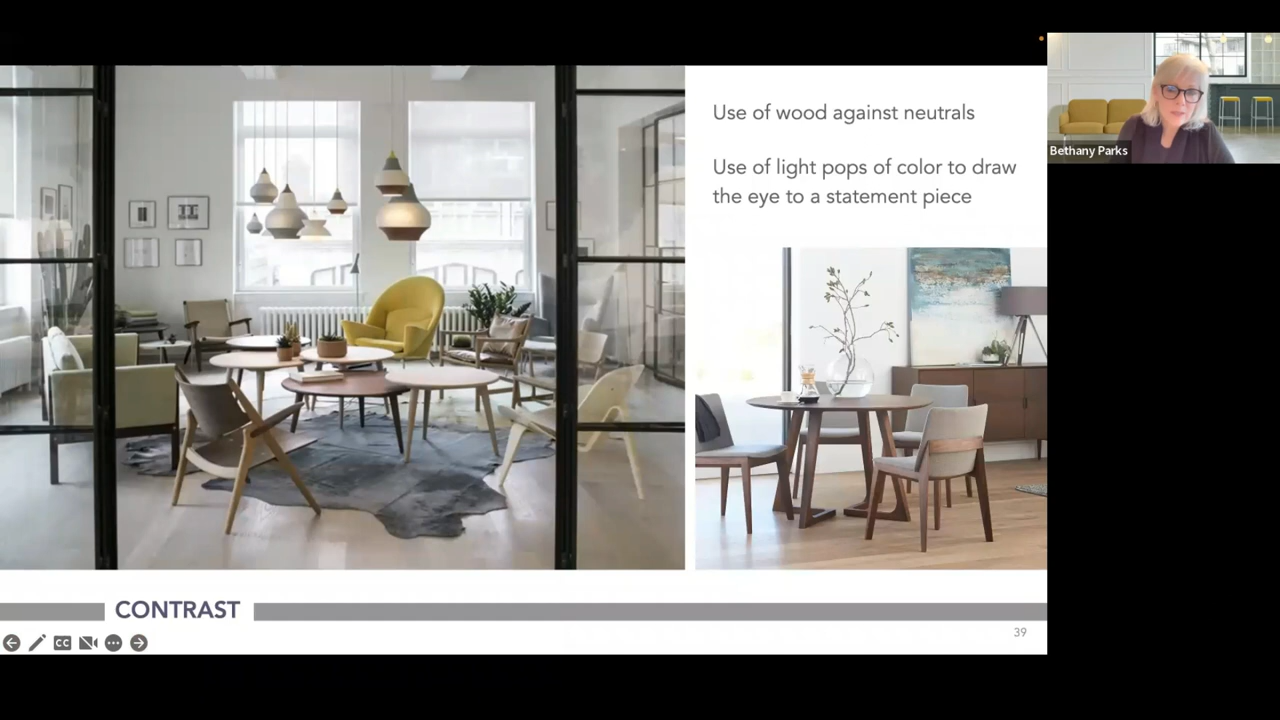 Use of wood against neutrals
Use of light pops of color to draw
the eye to a statement piece
Bethany Parks
CONTRAST
39
CC